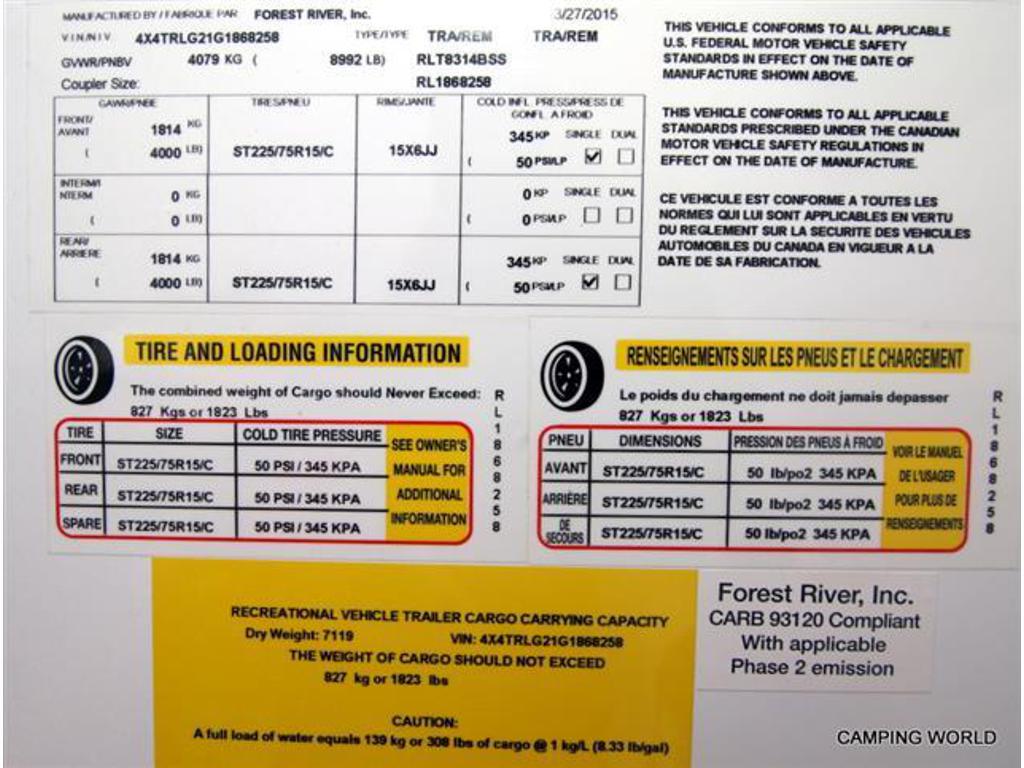 MANUFACTURED BY / FABRIQUE PAR FOREST RIVER, Inc. 3/27/2015
V I N /N I V 4X4TRLG21G1868258 TYPE/TYPE TRA/REM TRA/REM
GVWR/PNBV 4079 KG ( 8992 LB) RLT8314BSS
Coupler Size: RL1868258
GAWR/PNBE TIRES/PNEU RIMS/JANTE COLD INFL. PRESS/PRESS DE GONFL. A FROID
FRONT/ AVANT 1814 KG 345 KP SINGLE DUAL
( 4000 LB) ST225/75R15/C 15X6JJ ( 50 PSI/LP
INTERM/I NTERM 0 KG 0 KP SINGLE DUAL
( 0 LB) ( 0 PSI/LP
REAR/ ARRIERE 1814 KG 345 KP SINGLE DUAL
( 4000 LB) ST225/75R15/C 15X6JJ ( 50 PSI/LP
THIS VEHICLE CONFORMS TO ALL APPLICABLE
U.S. FEDERAL MOTOR VEHICLE SAFETY
STANDARDS IN EFFECT ON THE DATE OF
MANUFACTURE SHOWN ABOVE.
THIS VEHICLE CONFORMS TO ALL APPLICABLE
STANDARDS PRESCRIBED UNDER THE CANADIAN
MOTOR VEHICLE SAFETY REGULATIONS IN
EFFECT ON THE DATE OF MANUFACTURE.
CE VEHICULE EST CONFORME A TOUTES LES
NORMES QUI LUI SONT APPLICABLES EN VERTU
DU REGLEMENT SUR LA SECURITE DES VEHICULES
AUTOMOBILES DU CANADA EN VIGUEUR A LA
DATE DE SA FABRICATION.
TIRE AND LOADING INFORMATION
The combined weight of Cargo should Never Exceed:
827 Kgs or 1823 Lbs
TIRE SIZE COLD TIRE PRESSURE
FRONT ST225/75R15/C 50 PSI / 345 KPA
REAR ST225/75R15/C 50 PSI / 345 KPA
SPARE ST225/75R15/C 50 PSI / 345 KPA
SEE OWNER'S
MANUAL FOR
ADDITIONAL
INFORMATION
RL1868258
RENSEIGNEMENTS SUR LES PNEUS ET LE CHARGEMENT
Le poids du chargement ne doit jamais depasser
827 Kgs or 1823 Lbs
PNEU DIMENSIONS PRESSION DES PNEUS À FROID
AVANT ST225/75R15/C 50 lb/po2 345 KPA
ARRIÈRE ST225/75R15/C 50 lb/po2 345 KPA
DE SECOURS ST225/75R15/C 50 lb/po2 345 KPA
VOIR LE MANUEL
DE L'USAGER
POUR PLUS DE
RENSEIGNEMENTS
RL1868258
RECREATIONAL VEHICLE TRAILER CARGO CARRYING CAPACITY
Dry Weight: 7119 VIN: 4X4TRLG21G1868258
THE WEIGHT OF CARGO SHOULD NOT EXCEED
827 kg or 1823 lbs
CAUTION:
A full load of water equals 139 kg or 308 lbs of cargo @ 1 kg/L (8.33 lb/gal)
Forest River, Inc.
CARB 93120 Compliant
With applicable
Phase 2 emission
CAMPING WORLD